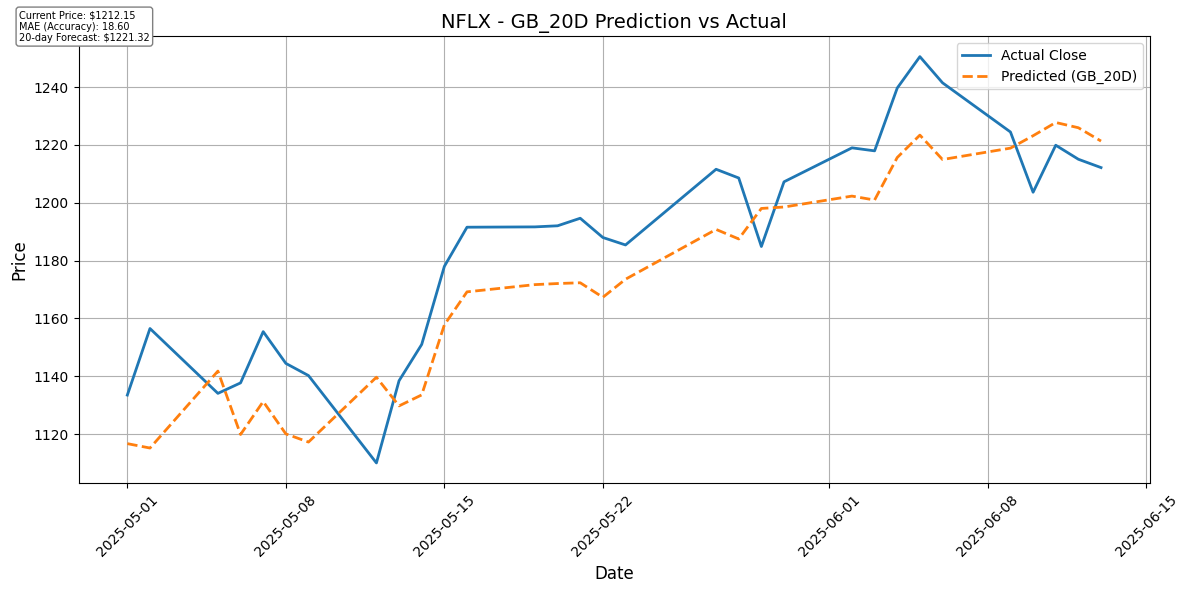 NFLX - GB_20D Prediction vs Actual
Current Price: $1212.15
MAE (Accuracy): 18.60
20-day Forecast: $1221.32
Actual Close
Predicted (GB_20D)
Price
1240
1220
1200
1180
1160
1140
1120
2025-05-01
2025-05-08
2025-05-15
2025-05-22
2025-06-01
2025-06-08
2025-06-15
Date